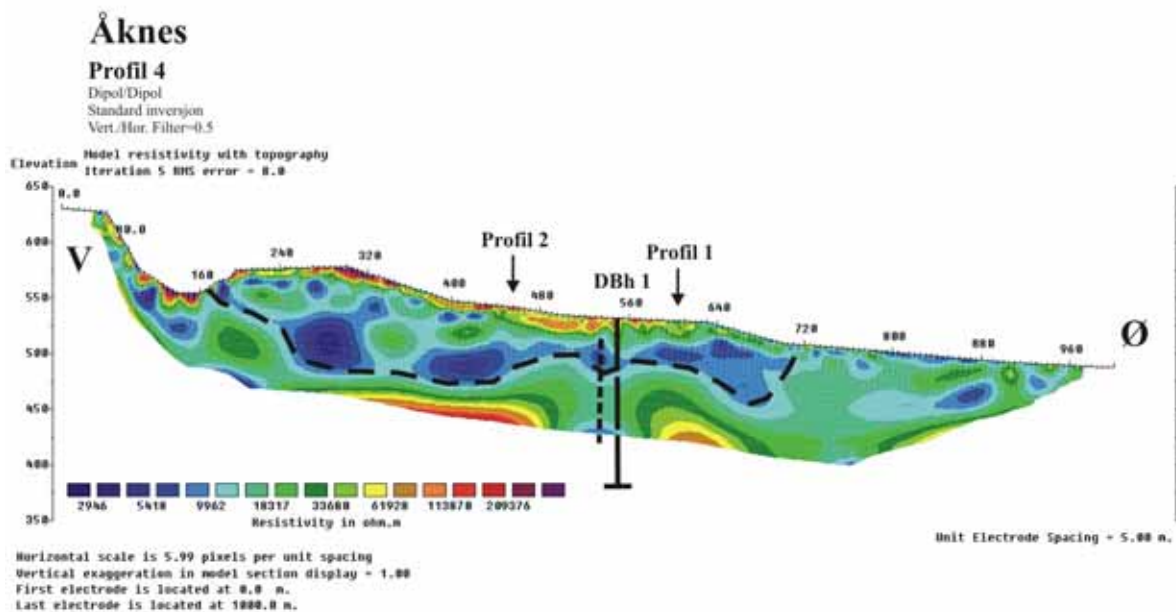 Åknes
Profil 4
Dipol/Dipol
Standard inversjon
Vert./Hor. Filter=0.5
Model resistivity with topography
Elevation
Iteration 5 RMS error = 8.0
650
0.0
600
80.0
V
Profil 2
Profil 1
240
320
160
DBh 1
550
400
480
560
640
720
Ø
500
800
880
960
450
400
350
2946 5418 9962 18317 33680 61928 113870 209376
Resistivity in ohm.m
Unit Electrode Spacing = 5.00 m.
Horizontal scale is 5.99 pixels per unit spacing
Vertical exaggeration in model section display = 1.00
First electrode is located at 0.0 m.
Last electrode is located at 1000.0 m.